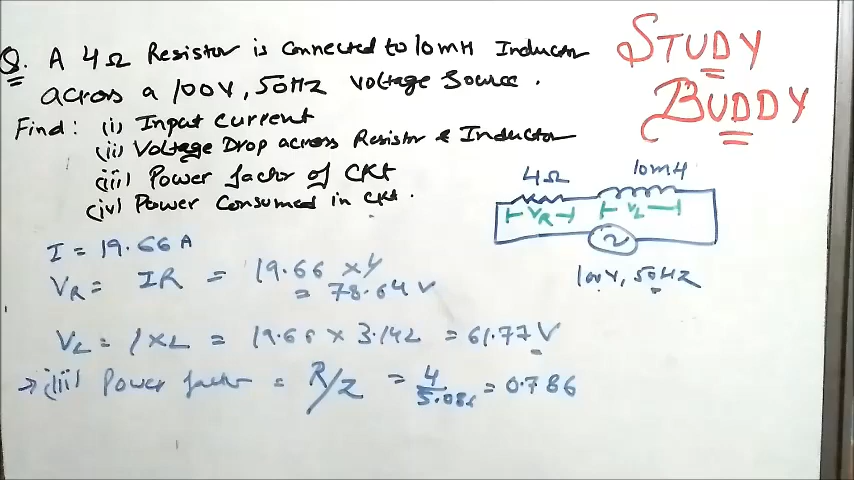 Q. A 4Ω Resistor is Connected to 10mH Inductor
across a 100V, 50HZ voltage Source.
Find: (i) Input current
(ii) Voltage Drop across Resistor & Inductor
(iii) Power factor of CKt
(iv) Power Consumed in CKt.
STUDY
BUDDY
4Ω 10mH
VR VL
100V, 50HZ
I = 19.66 A
VR = IR = 19.66 x 4
= 78.64 V
VL = IXL = 19.66 x 3.142 = 61.77 V
→ (iii) Power factor = R/Z = 4/5.086 = 0.786